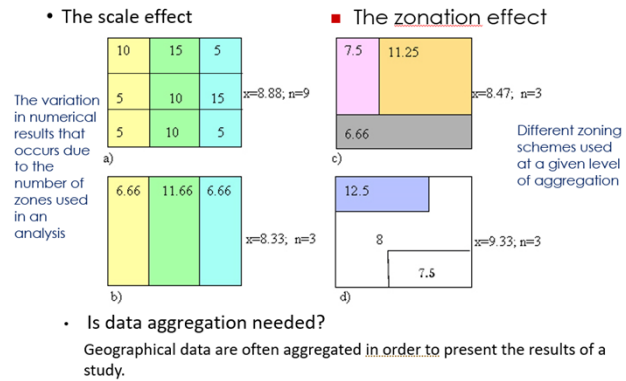 • The scale effect
▪ The zonation effect
The variation
in numerical
results that
occurs due
to the
number of
zones used
in an
analysis
10 15 5
5 10 15
5 10 5
x=8.88; n=9
a)
6.66 11.66 6.66
x=8.33; n=3
b)
7.5 11.25
6.66
x=8.47; n=3
c)
12.5
8
7.5
x=9.33; n=3
d)
Different zoning
schemes used
at a given level
of aggregation
• Is data aggregation needed?
Geographical data are often aggregated in order to present the results of a
study.